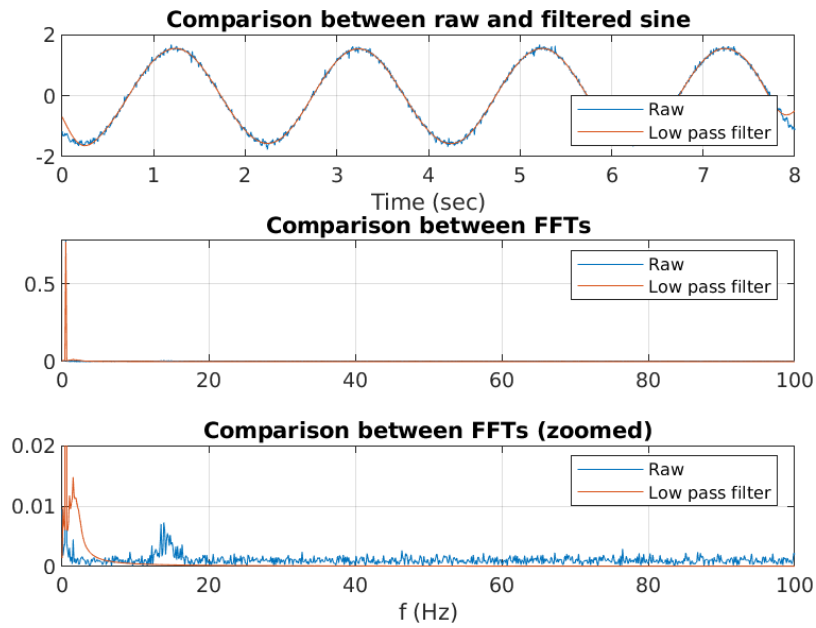 Comparison between raw and filtered sine
2
0
-2
Raw
Low pass filter
0 1 2 3 4 5 6 7 8
Time (sec)
Comparison between FFTs
0.5
0
Raw
Low pass filter
0 20 40 60 80 100
Comparison between FFTs (zoomed)
0.02
0.01
0
Raw
Low pass filter
0 20 40 60 80 100
f (Hz)